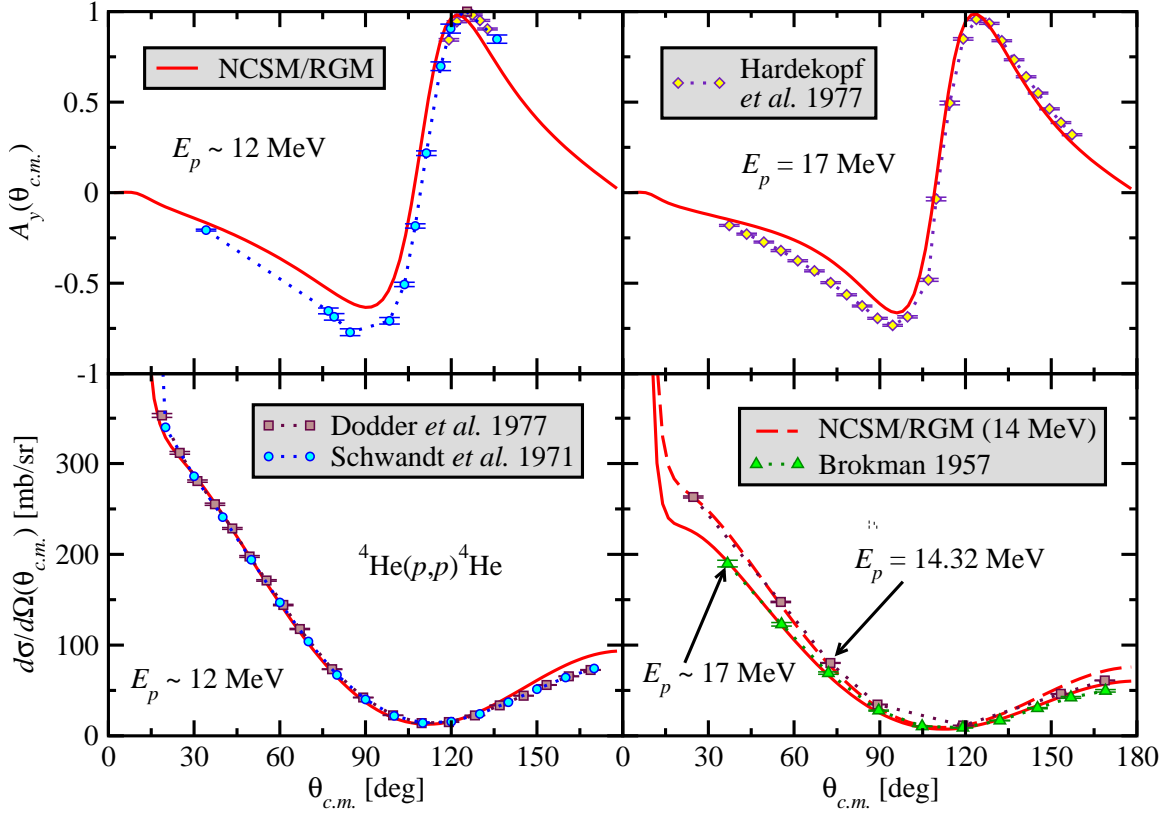 1
0.5
0
-0.5
-1
A_y(θ_c.m.)
NCSM/RGM
E_p ~ 12 MeV
Hardekopf
et al. 1977
E_p = 17 MeV
300
200
100
0
dσ/dΩ(θ_c.m.) [mb/sr]
Dodder et al. 1977
Schwandt et al. 1971
⁴He(p,p)⁴He
E_p ~ 12 MeV
NCSM/RGM (14 MeV)
Brokman 1957
E_p = 14.32 MeV
E_p ~ 17 MeV
0 30 60 90 120 150
30 60 90 120 150 180
θ_c.m. [deg]
θ_c.m. [deg]